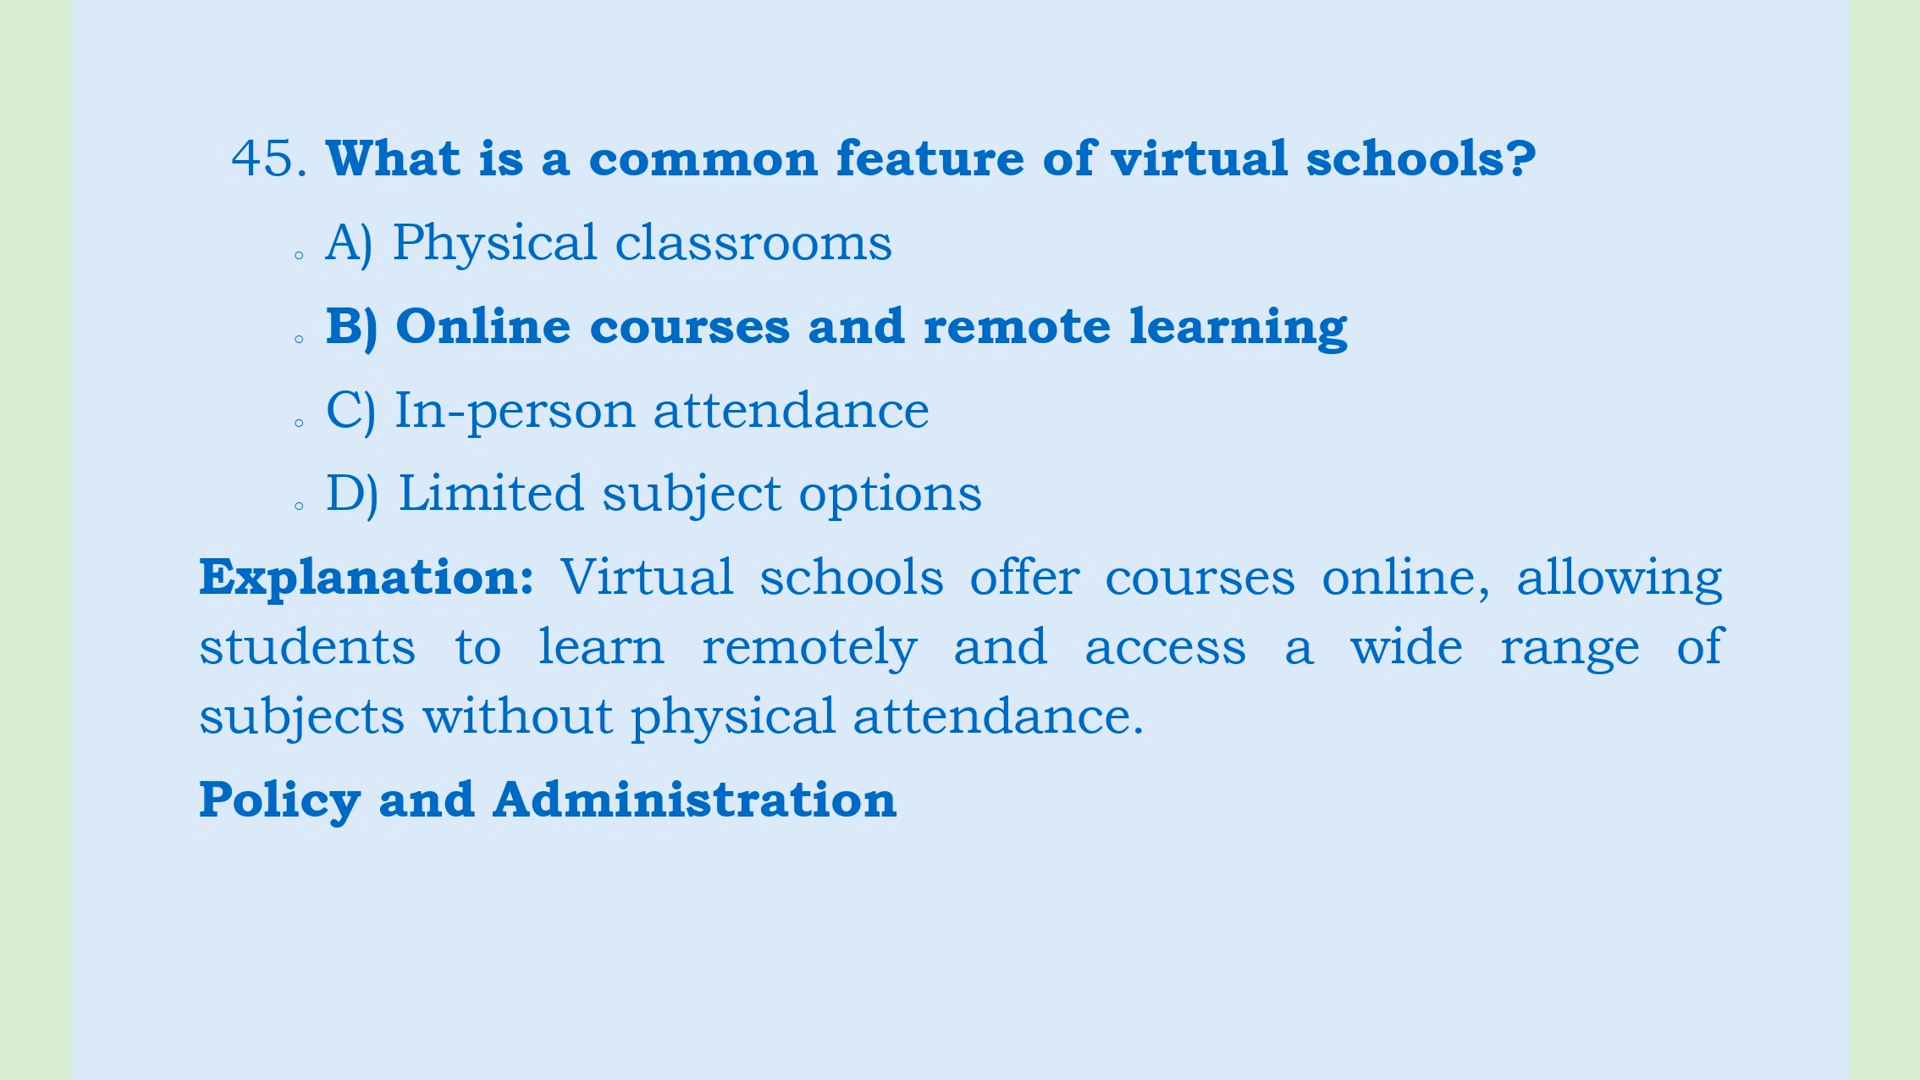 45. What is a common feature of virtual schools?
○ A) Physical classrooms
○ B) Online courses and remote learning
○ C) In-person attendance
○ D) Limited subject options
Explanation: Virtual schools offer courses online, allowing
students to learn remotely and access a wide range of
subjects without physical attendance.
Policy and Administration